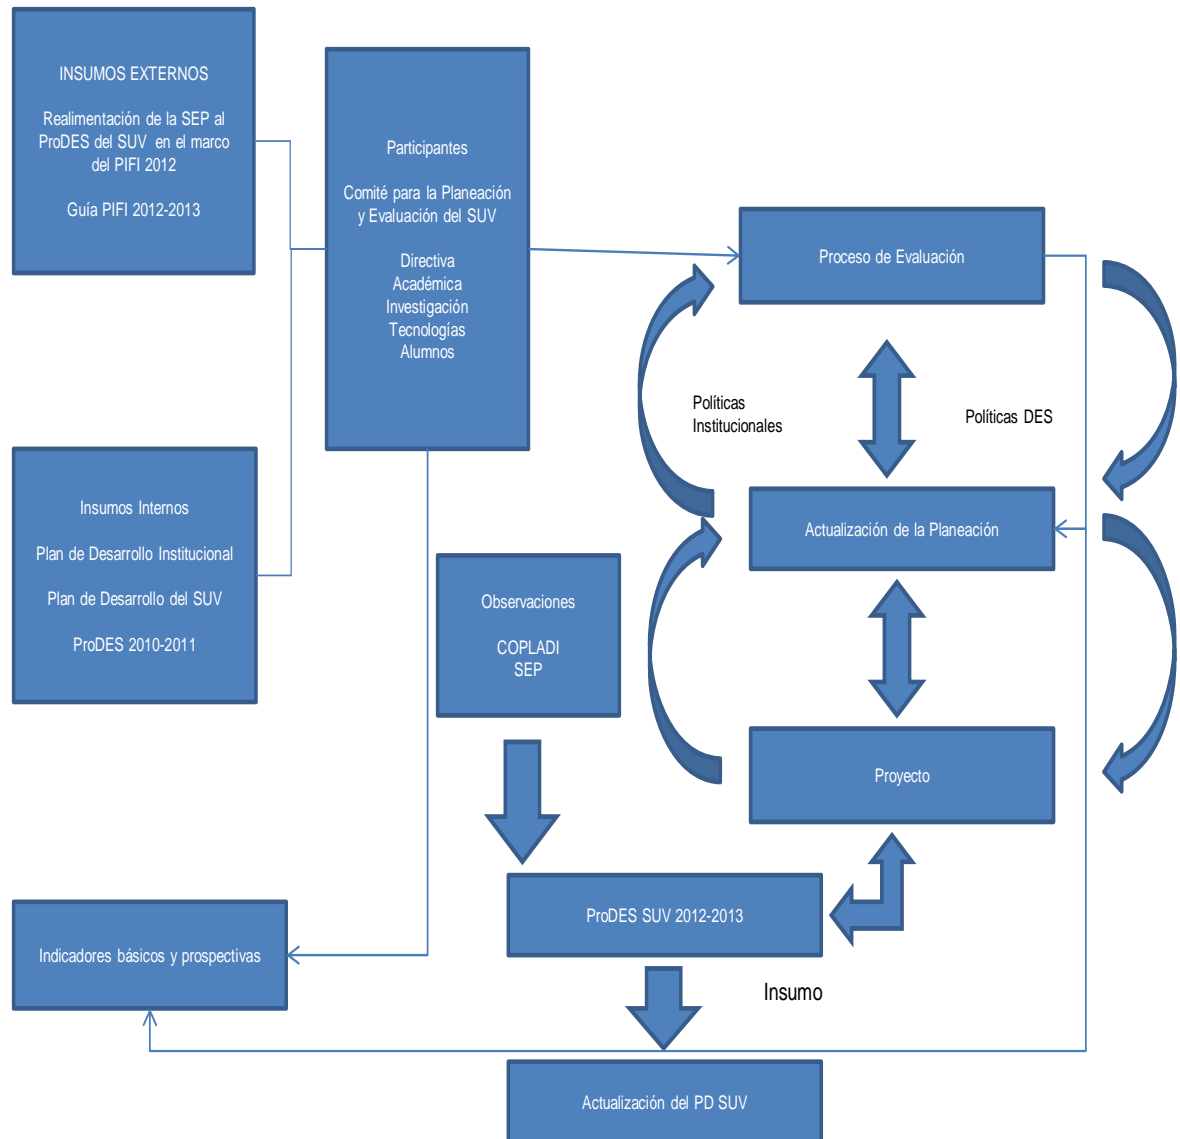 INSUMOS EXTERNOS
Realimentación de la SEP al
ProDES del SUV en el marco
del PIFI 2012
Guía PIFI 2012-2013
Participantes
Comité para la Planeación
y Evaluación del SUV
Directiva
Académica
Investigación
Tecnologías
Alumnos
Proceso de Evaluación
Políticas
Institucionales
Políticas DES
Insumos Internos
Plan de Desarrollo Institucional
Plan de Desarrollo del SUV
ProDES 2010-2011
Actualización de la Planeación
Observaciones
COPLADI
SEP
Proyecto
ProDES SUV 2012-2013
Indicadores básicos y prospectivas
Insumo
Actualización del PD SUV